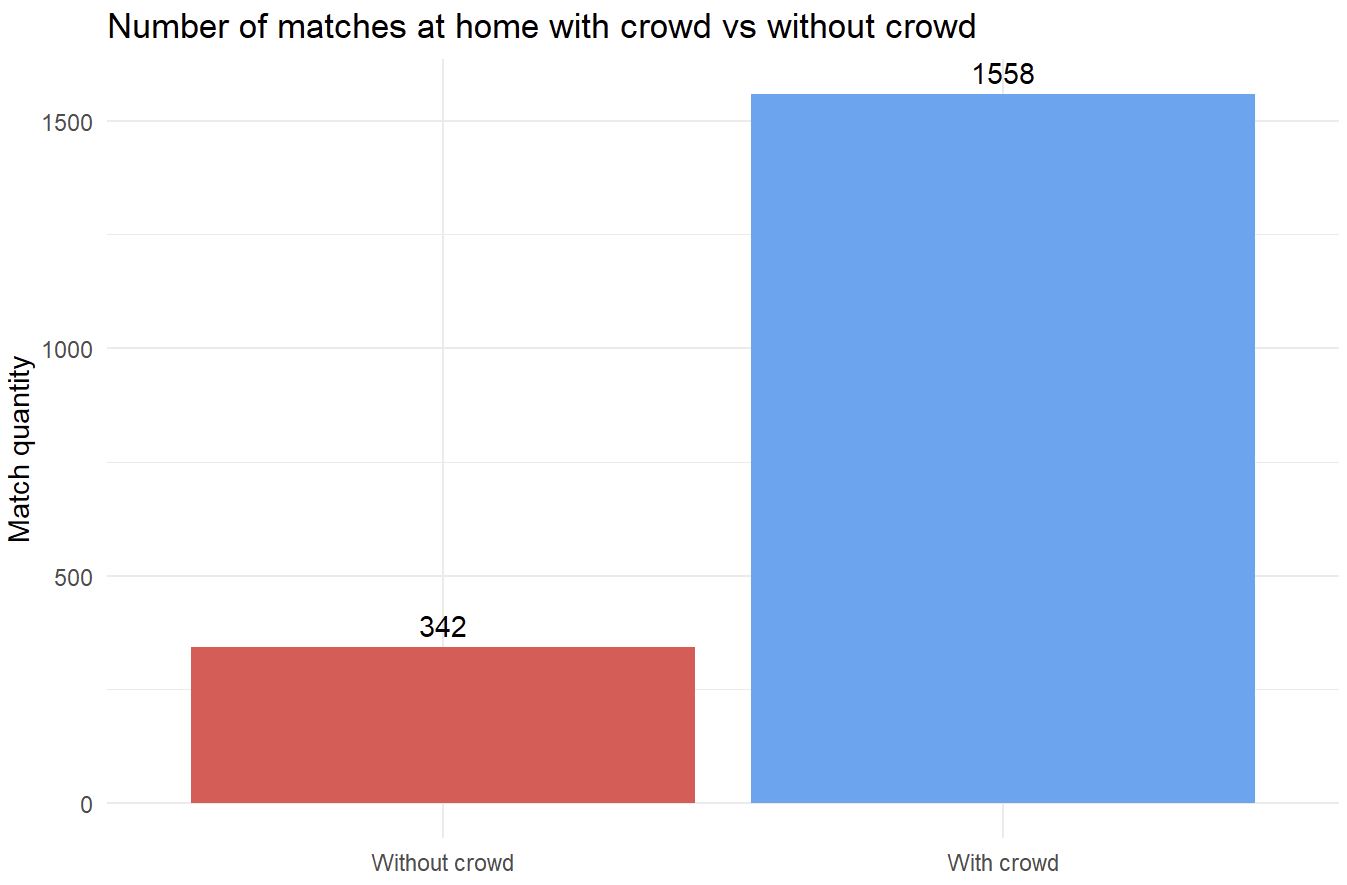 Number of matches at home with crowd vs without crowd
1558
1500
1000
Match quantity
500
342
0
Without crowd
With crowd